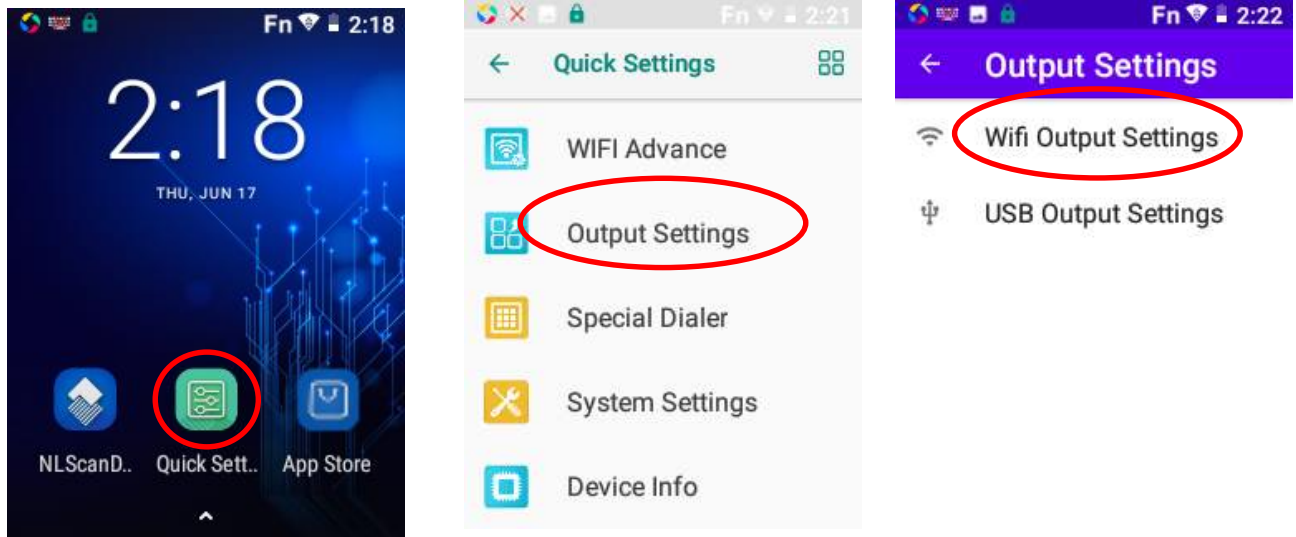 Fn 2:18
2:18
THU, JUN 17
NLScanD..
Quick Sett..
App Store
Fn 2:21
Quick Settings
WIFI Advance
Output Settings
Special Dialer
System Settings
Device Info
Fn 2:22
Output Settings
Wifi Output Settings
USB Output Settings